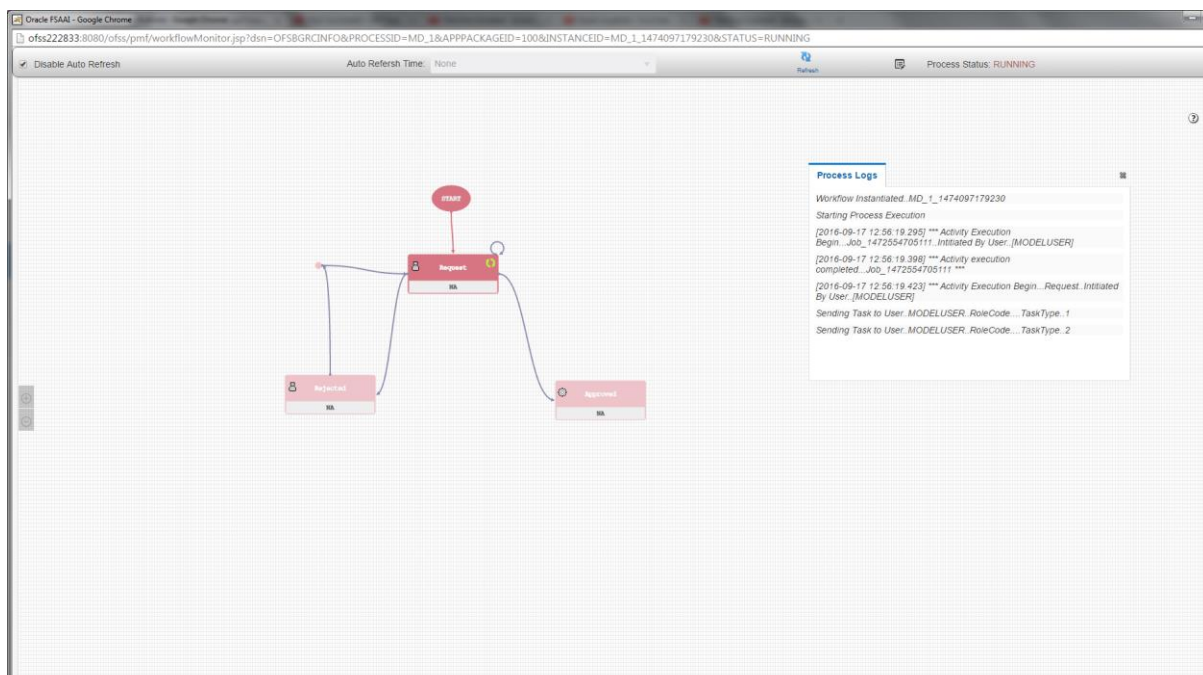 Oracle FSAAI - Google Chrome
ofss222833:8080/ofss/pmf/workflowMonitor.jsp?dsn=OFSBGRCINFO&PROCESSID=MD_1&APPPACKAGEID=100&INSTANCEID=MD_1_1474097179230&STATUS=RUNNING
Disable Auto Refresh Auto Refersh Time: None Refresh Process Status: RUNNING
Process Logs
Workflow Instantiated..MD_1_1474097179230
Starting Process Execution
[2016-09-17 12:56:19.295] *** Activity Execution
Begin...Job_1472554705111..Intitiated By User..[MODELUSER]
[2016-09-17 12:56:19.398] *** Activity execution
completed...Job_1472554705111 ***
[2016-09-17 12:56:19.423] *** Activity Execution Begin...Request..Intitiated
By User..[MODELUSER]
Sending Task to User..MODELUSER..RoleCode....TaskType..1
Sending Task to User..MODELUSER..RoleCode....TaskType..2
START
Request
NA
Rejected
NA
Approved
NA